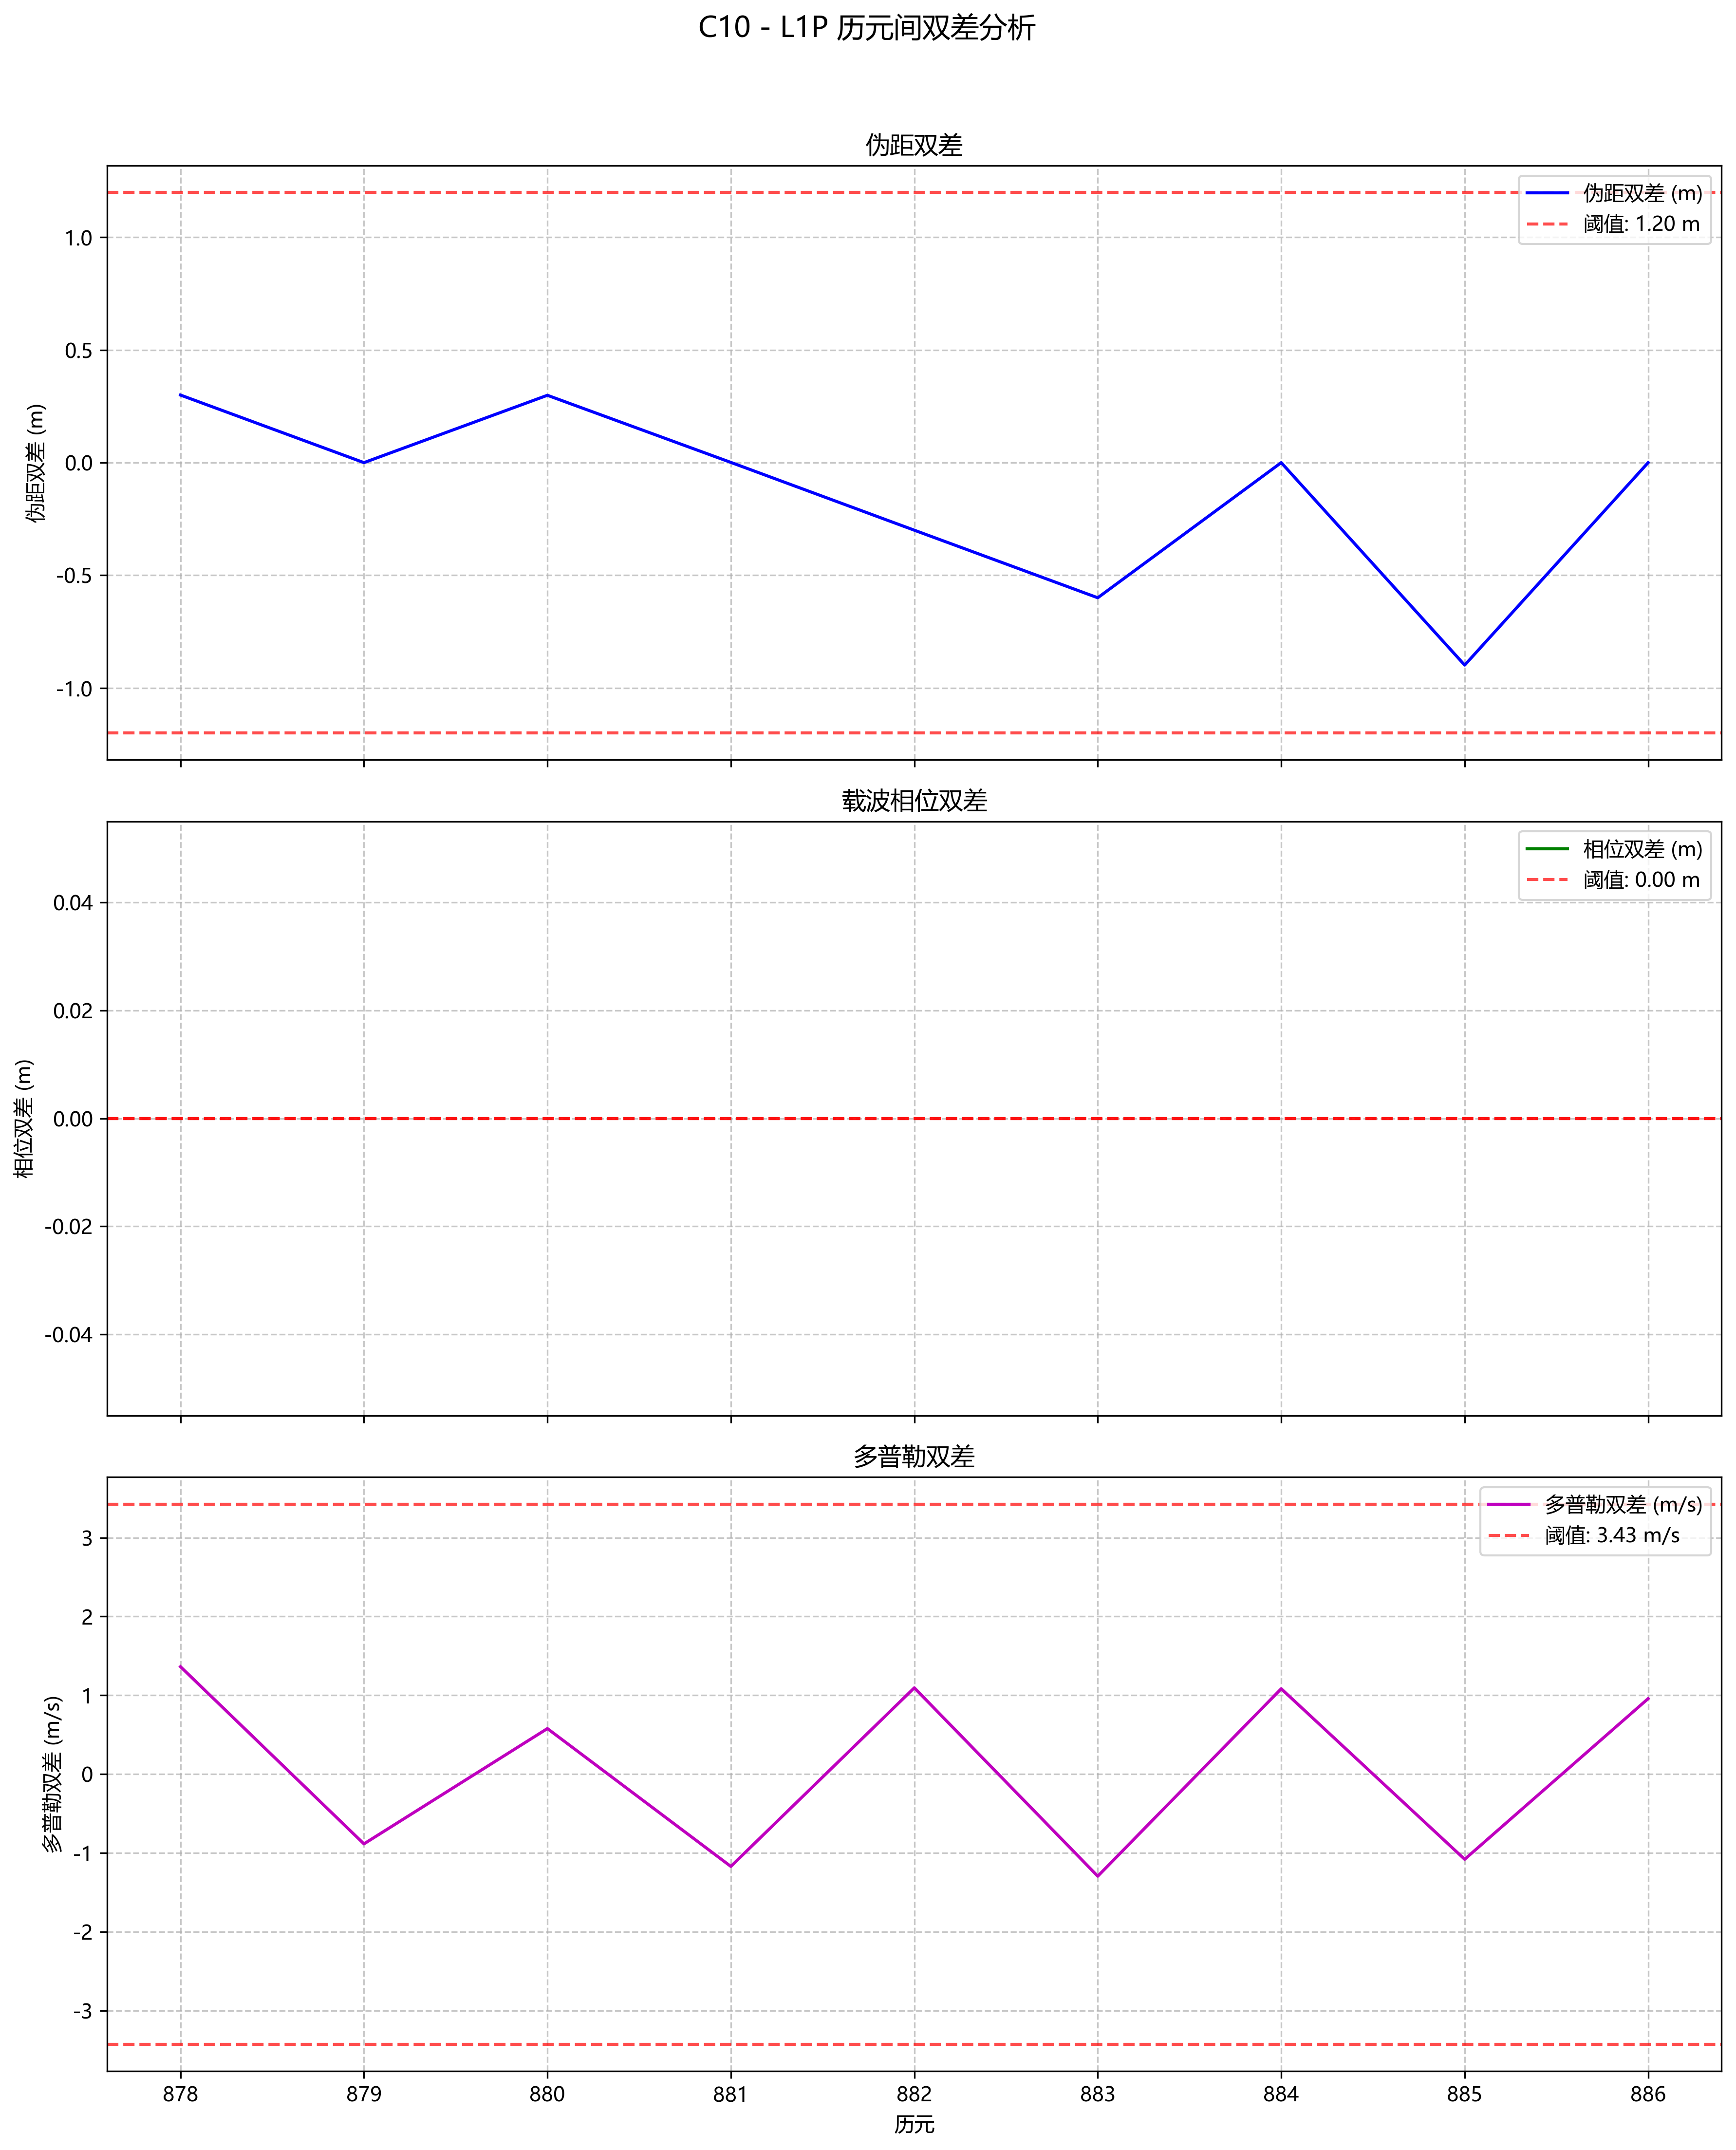 C10 - L1P 历元间双差分析
伪距双差
伪距双差 (m)
阈值: 1.20 m
1.0
0.5
0.0
-0.5
-1.0
伪距双差 (m)
载波相位双差
相位双差 (m)
阈值: 0.00 m
0.04
0.02
0.00
-0.02
-0.04
相位双差 (m)
多普勒双差
多普勒双差 (m/s)
阈值: 3.43 m/s
3
2
1
0
-1
-2
-3
多普勒双差 (m/s)
878 879 880 881 882 883 884 885 886
历元